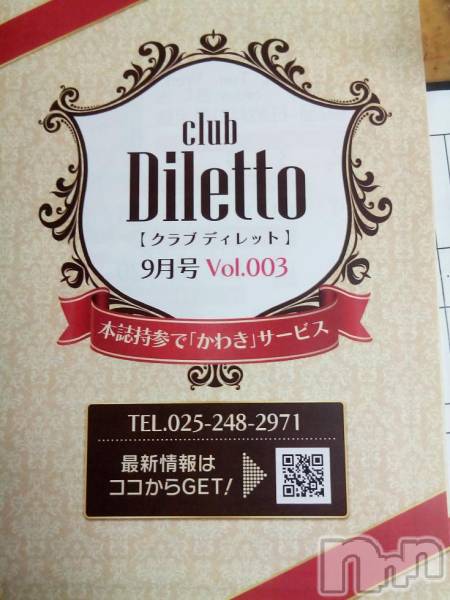 club
Diletto
【クラブ ディレット】
9月号 Vol.003
本誌持参で「かわき」サービス
TEL.025-248-2971
最新情報は
ココからGET!
nnn